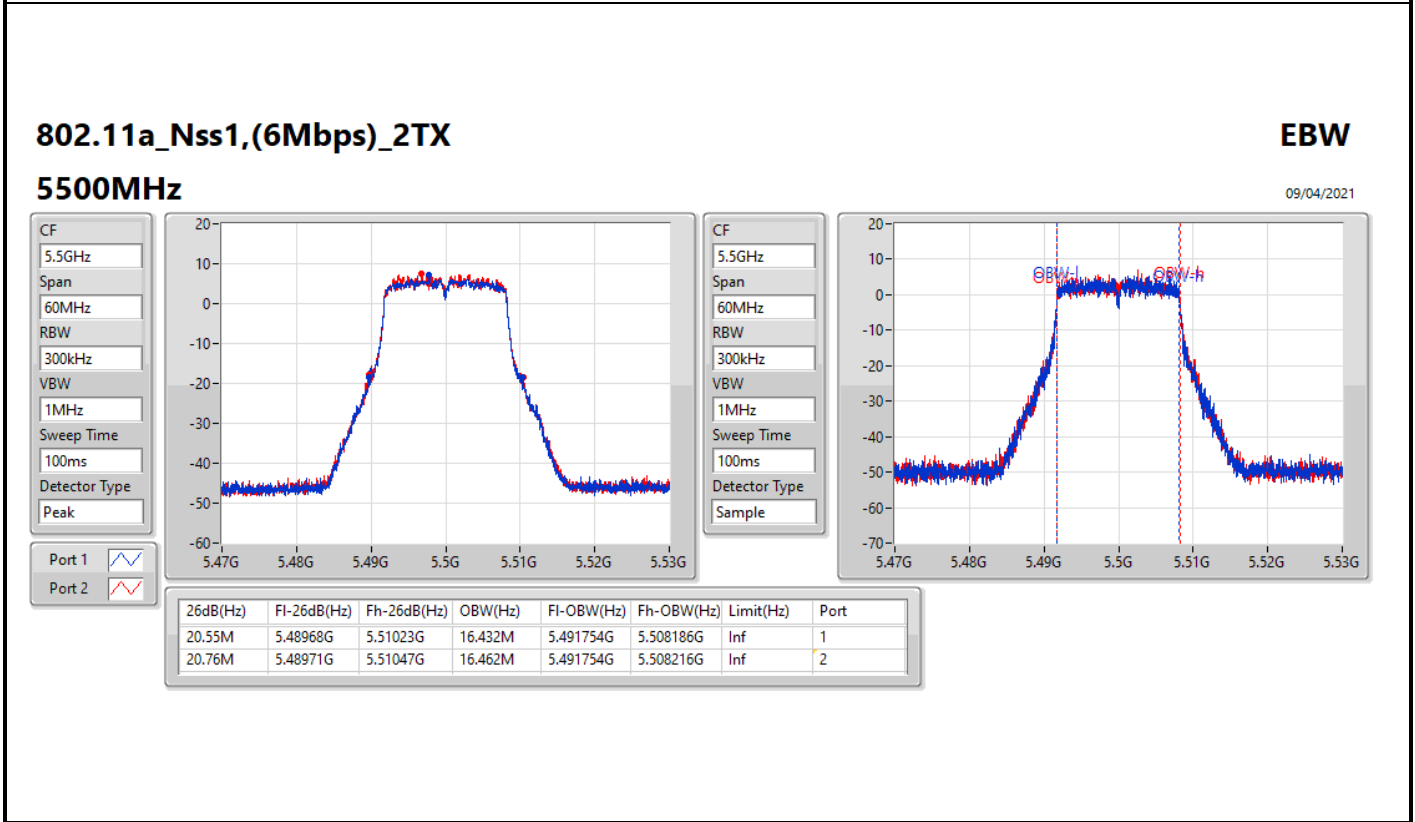 802.11a_Nss1,(6Mbps)_2TX
EBW
5500MHz
09/04/2021
CF
5.5GHz
Span
60MHz
RBW
300kHz
VBW
1MHz
Sweep Time
100ms
Detector Type
Peak
Port 1
Port 2
20
10
0
-10
-20
-30
-40
-50
-60
5.47G 5.48G 5.49G 5.5G 5.51G 5.52G 5.53G
CF
5.5GHz
Span
60MHz
RBW
300kHz
VBW
1MHz
Sweep Time
100ms
Detector Type
Sample
20
10
0
-10
-20
-30
-40
-50
-60
-70
OBW-l OBW-h
OBW-l OBW-h
5.47G 5.48G 5.49G 5.5G 5.51G 5.52G 5.53G
26dB(Hz) Fl-26dB(Hz) Fh-26dB(Hz) OBW(Hz) Fl-OBW(Hz) Fh-OBW(Hz) Limit(Hz) Port
20.55M 5.48968G 5.51023G 16.432M 5.491754G 5.508186G Inf 1
20.76M 5.48971G 5.51047G 16.462M 5.491754G 5.508216G Inf 2